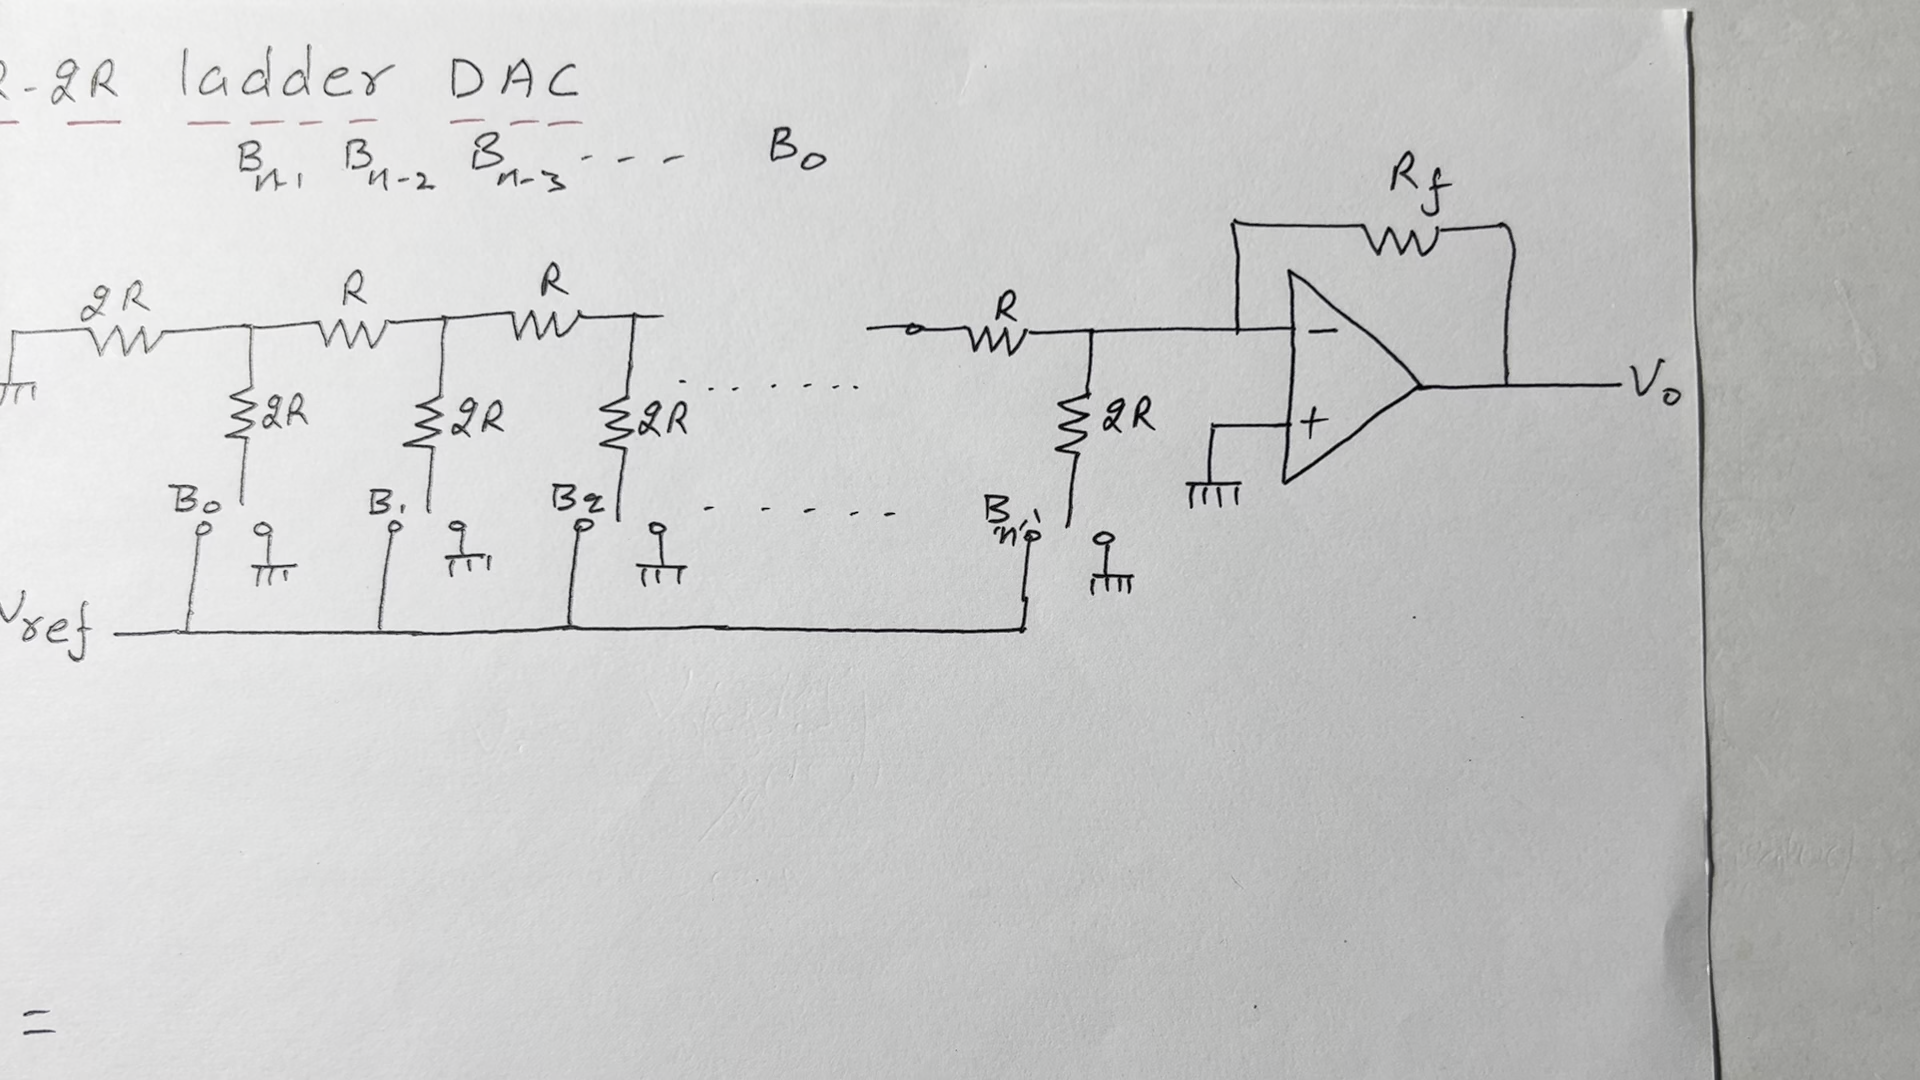 R-2R ladder DAC
Bn-1 Bn-2 Bn-3 - - - B0
Rf
2R R R R
2R 2R 2R 2R
- +
V0
B0 B1 B2 Bn-1
Vref
=